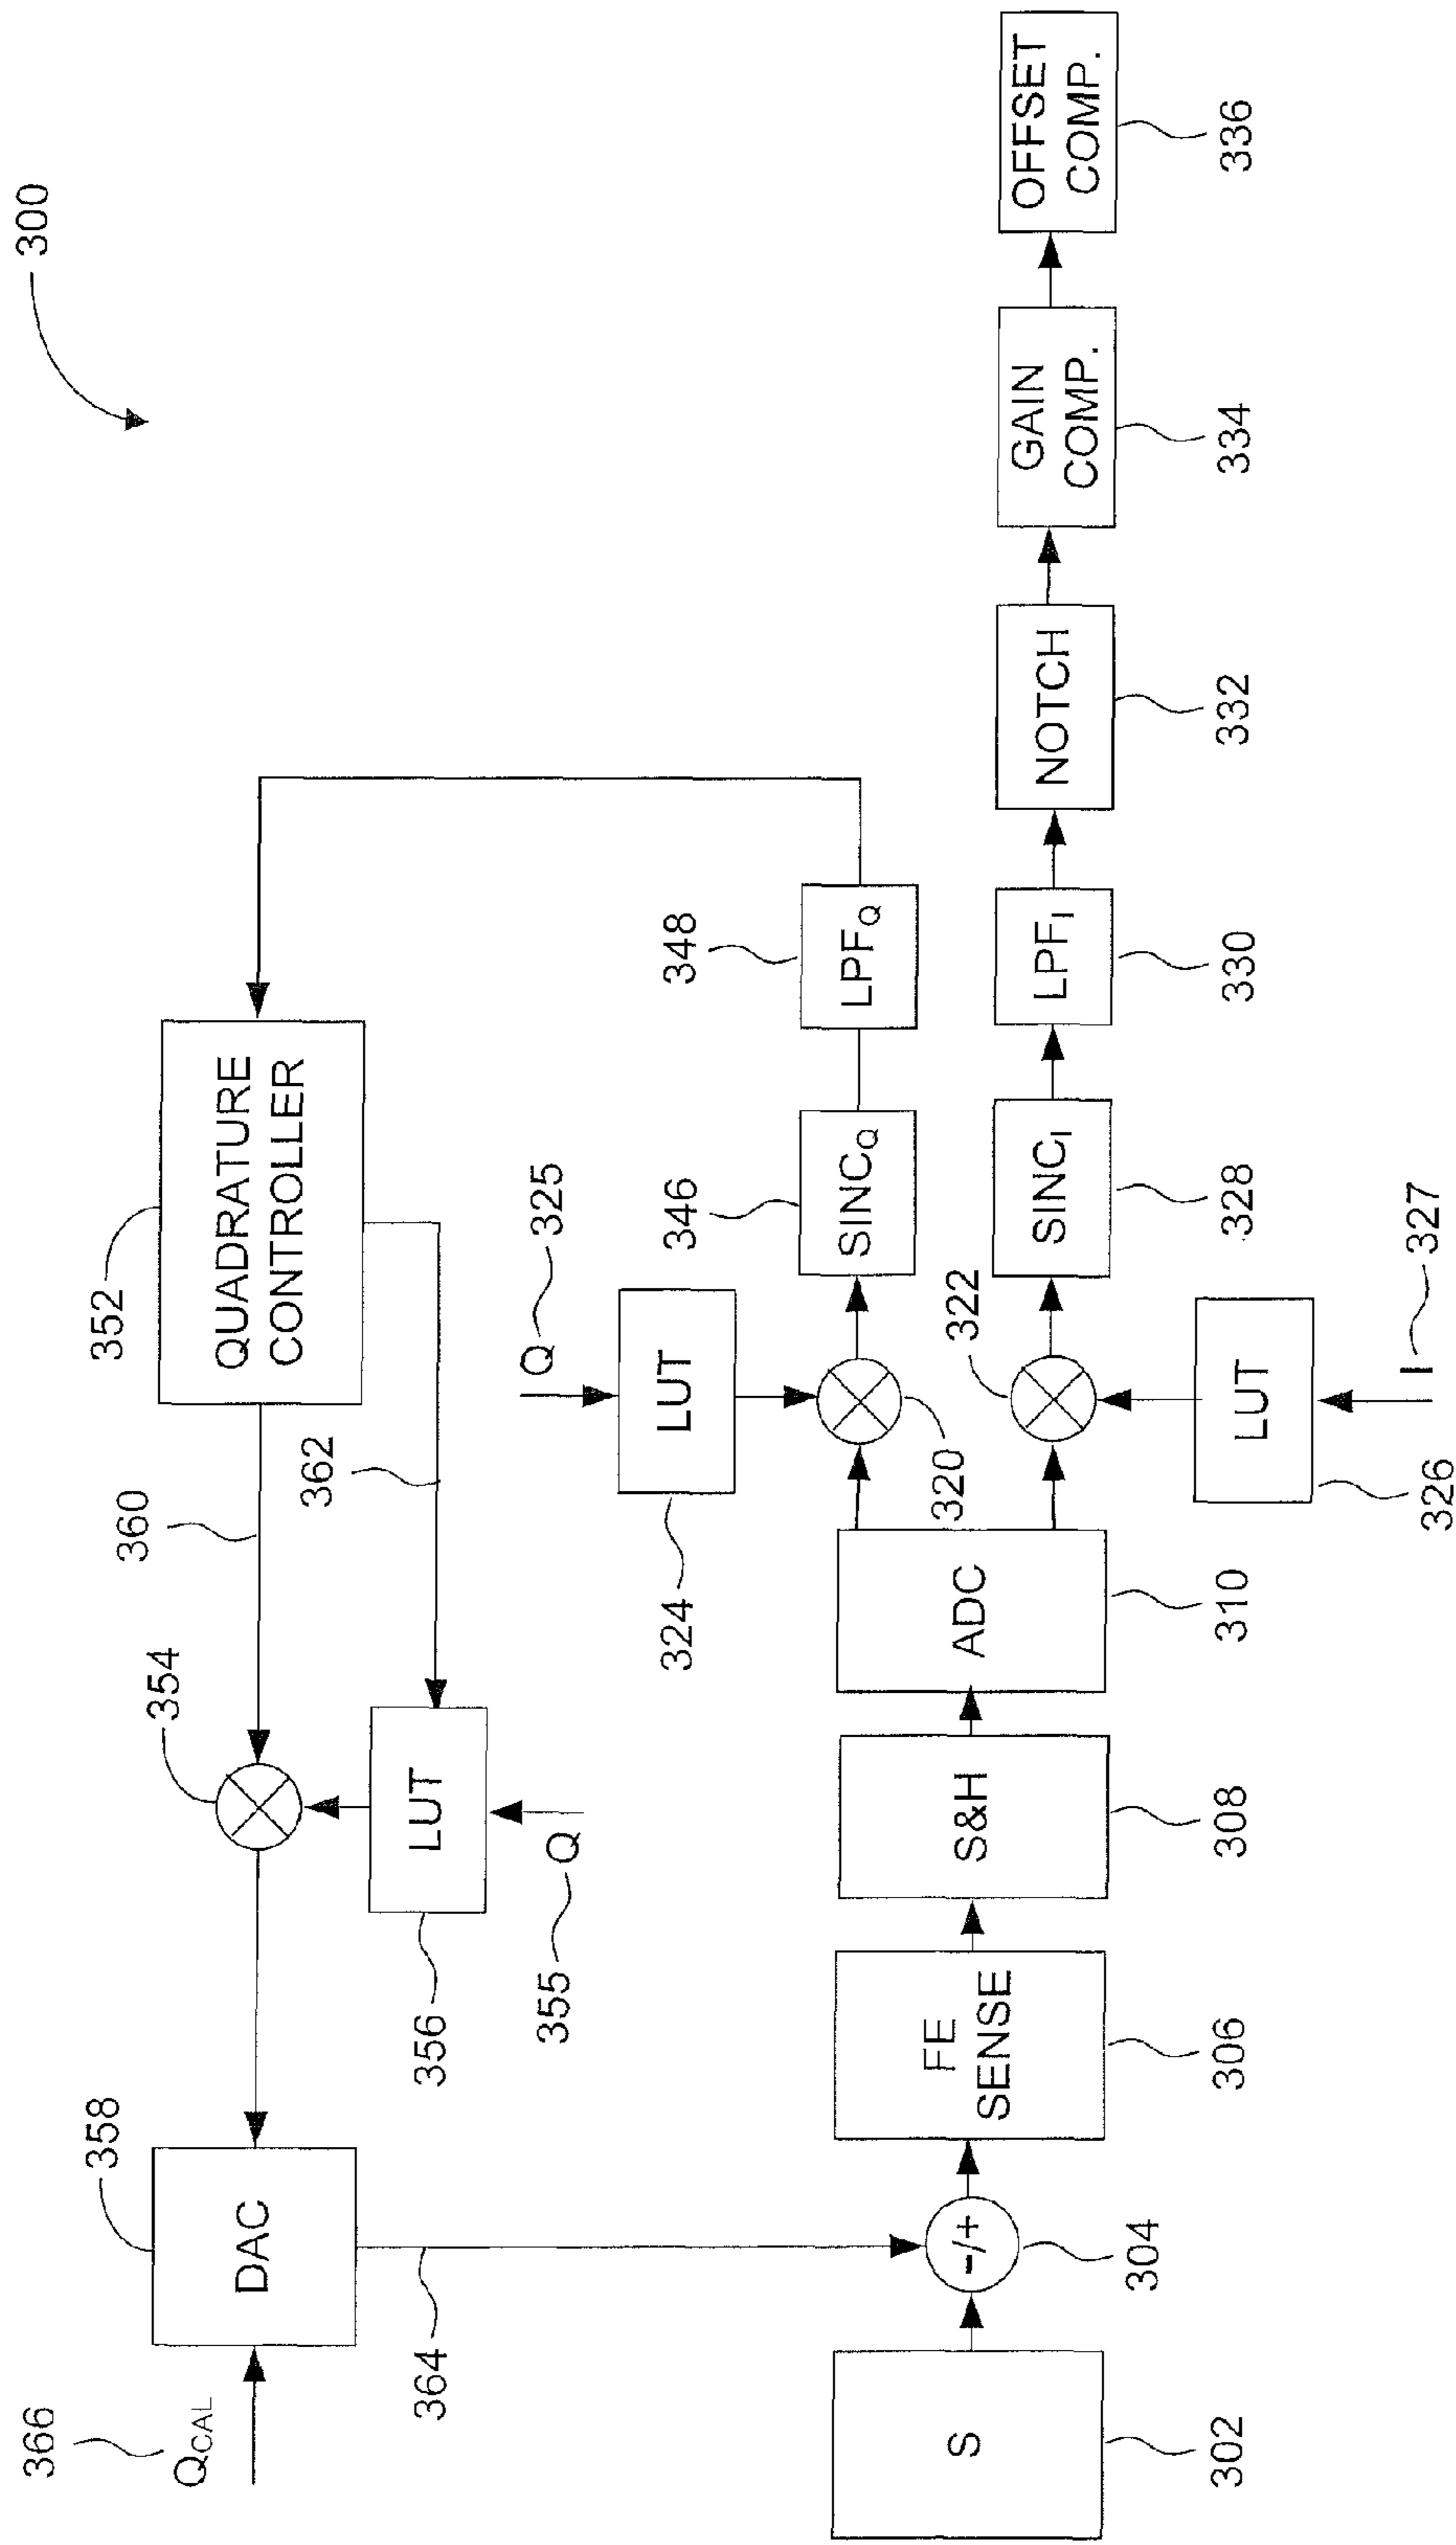 300
366
Q_CAL
358
DAC
364
354
360
352
QUADRATURE
CONTROLLER
362
LUT
356
Q
355
Q
325
LUT
324
320
346
SINC_Q
348
LPF_Q
S
302
-/+
304
FE
SENSE
306
S&H
308
ADC
310
322
LUT
326
I
327
SINC_I
328
LPF_I
330
NOTCH
332
GAIN
COMP.
334
OFFSET
COMP.
336